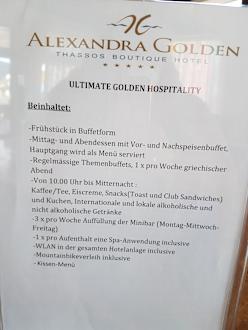 ALEXANDRA GOLDEN
THASSOS BOUTIQUE HOTEL
ULTIMATE GOLDEN HOSPITALITY
Beinhaltet:
-Frühstück in Buffetform
-Mittag- und Abendessen mit Vor- und Nachspeisenbuffet,
Hauptgang wird als Menü serviert
-Regelmässige Themenbuffets, 1 x pro Woche griechischer
Abend
-Von 10.00 Uhr bis Mitternacht :
Kaffee/Tee, Eiscreme, Snacks(Toast und Club Sandwiches)
und Kuchen, Internationale und lokale alkoholische und
nicht alkoholische Getränke
-3 x pro Woche Auffüllung der Minibar (Montag-Mittwoch-
Freitag)
-1 x pro Aufenthalt eine Spa-Anwendung inclusive
-WLAN in der gesamten Hotelanlage inclusive
-Mountainbikeverleih inklusive
-Kissen-Menü